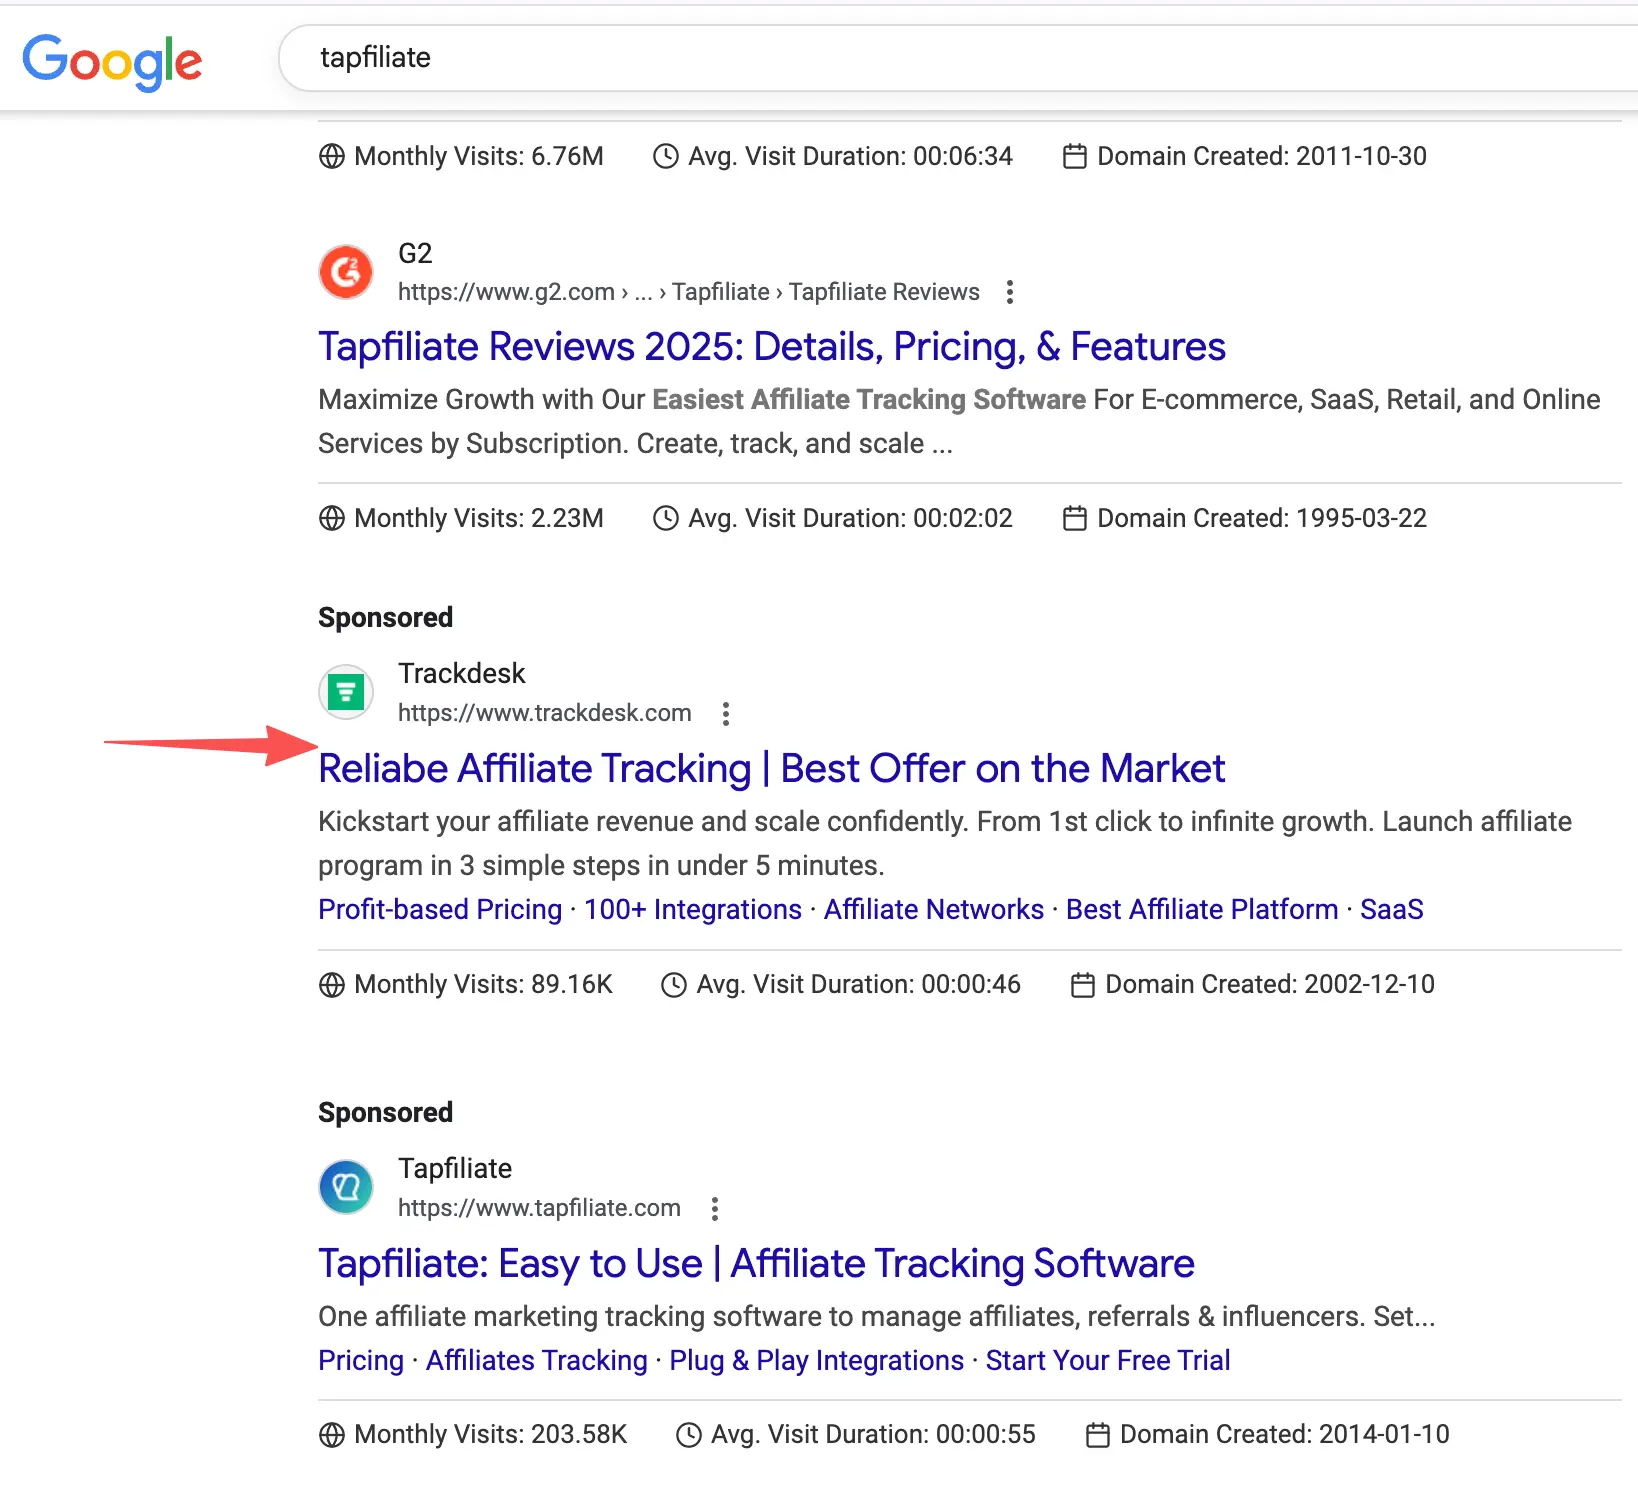 Google
tapfiliate
Monthly Visits: 6.76M Avg. Visit Duration: 00:06:34 Domain Created: 2011-10-30
G2
https://www.g2.com › ... › Tapfiliate › Tapfiliate Reviews
Tapfiliate Reviews 2025: Details, Pricing, & Features
Maximize Growth with Our Easiest Affiliate Tracking Software For E-commerce, SaaS, Retail, and Online
Services by Subscription. Create, track, and scale ...
Monthly Visits: 2.23M Avg. Visit Duration: 00:02:02 Domain Created: 1995-03-22
Sponsored
Trackdesk
https://www.trackdesk.com
Reliabe Affiliate Tracking | Best Offer on the Market
Kickstart your affiliate revenue and scale confidently. From 1st click to infinite growth. Launch affiliate
program in 3 simple steps in under 5 minutes.
Profit-based Pricing · 100+ Integrations · Affiliate Networks · Best Affiliate Platform · SaaS
Monthly Visits: 89.16K Avg. Visit Duration: 00:00:46 Domain Created: 2002-12-10
Sponsored
Tapfiliate
https://www.tapfiliate.com
Tapfiliate: Easy to Use | Affiliate Tracking Software
One affiliate marketing tracking software to manage affiliates, referrals & influencers. Set...
Pricing · Affiliates Tracking · Plug & Play Integrations · Start Your Free Trial
Monthly Visits: 203.58K Avg. Visit Duration: 00:00:55 Domain Created: 2014-01-10